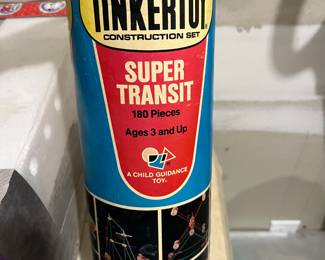 TINKERTOY®
CONSTRUCTION SET
SUPER
TRANSIT
180 Pieces
Ages 3 and Up
A CHILD GUIDANCE
TOY.